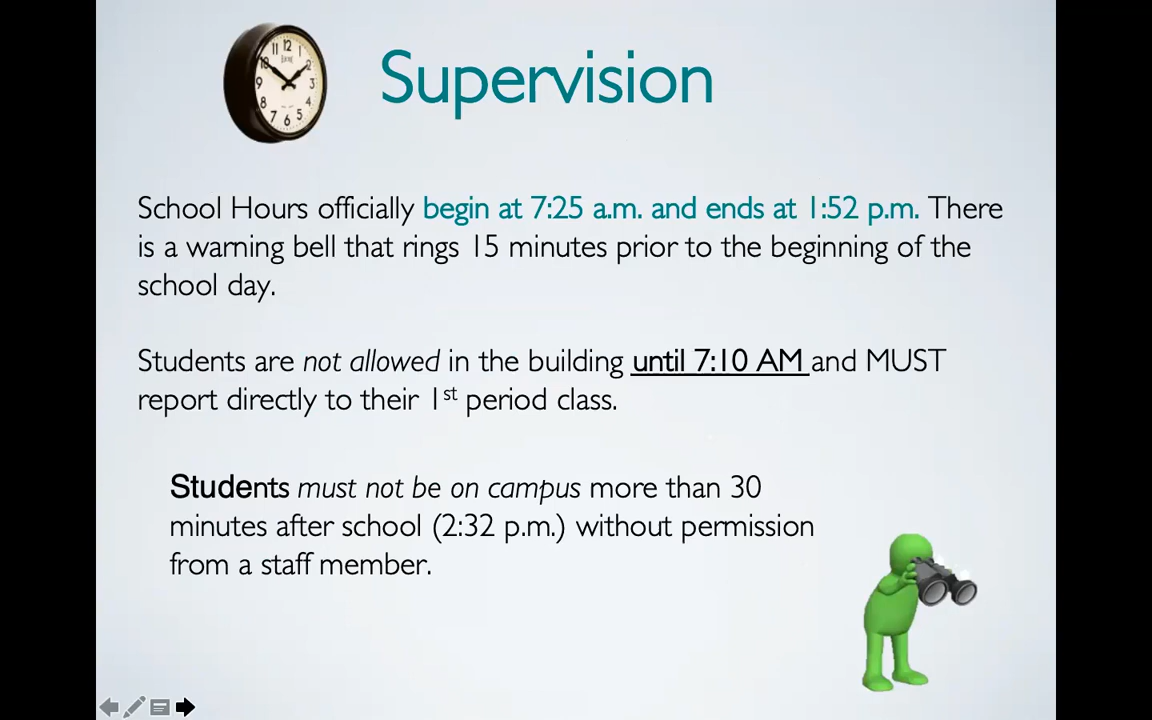 Supervision
School Hours officially begin at 7:25 a.m. and ends at 1:52 p.m. There
is a warning bell that rings 15 minutes prior to the beginning of the
school day.
Students are not allowed in the building until 7:10 AM and MUST
report directly to their 1st period class.
Students must not be on campus more than 30
minutes after school (2:32 p.m.) without permission
from a staff member.